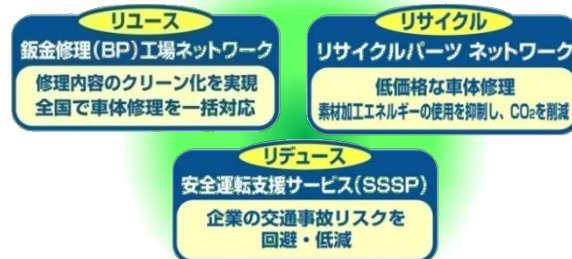 リユース
鈑金修理(BP)工場ネットワーク
修理内容のクリーン化を実現
全国で車体修理を一括対応
リサイクル
リサイクルパーツ ネットワーク
低価格な車体修理
素材加工エネルギーの使用を抑制し、CO₂を削減
リデュース
安全運転支援サービス(SSSP)
企業の交通事故リスクを
回避・低減